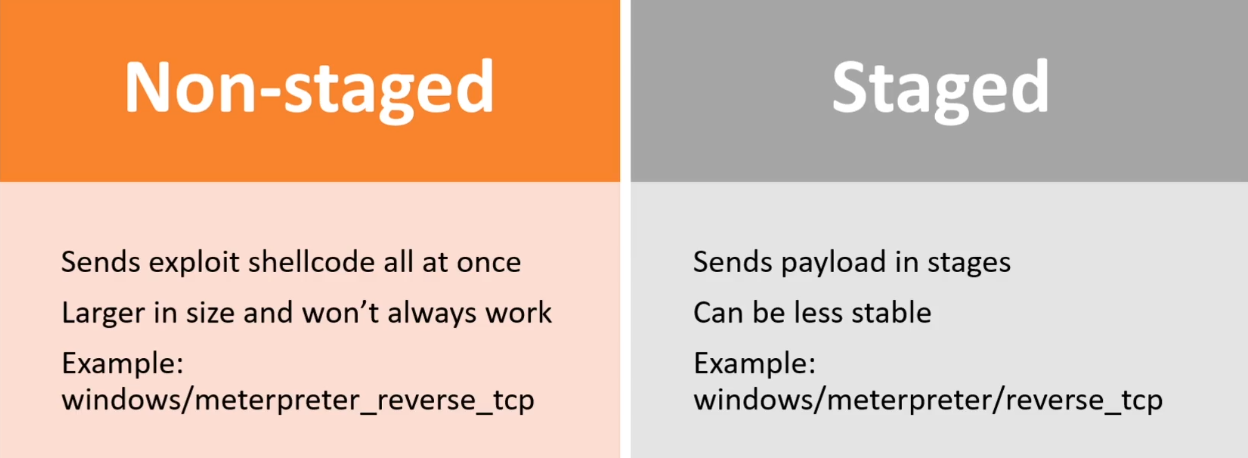 Non-staged
Sends exploit shellcode all at once
Larger in size and won’t always work
Example:
windows/meterpreter_reverse_tcp
Staged
Sends payload in stages
Can be less stable
Example:
windows/meterpreter/reverse_tcp